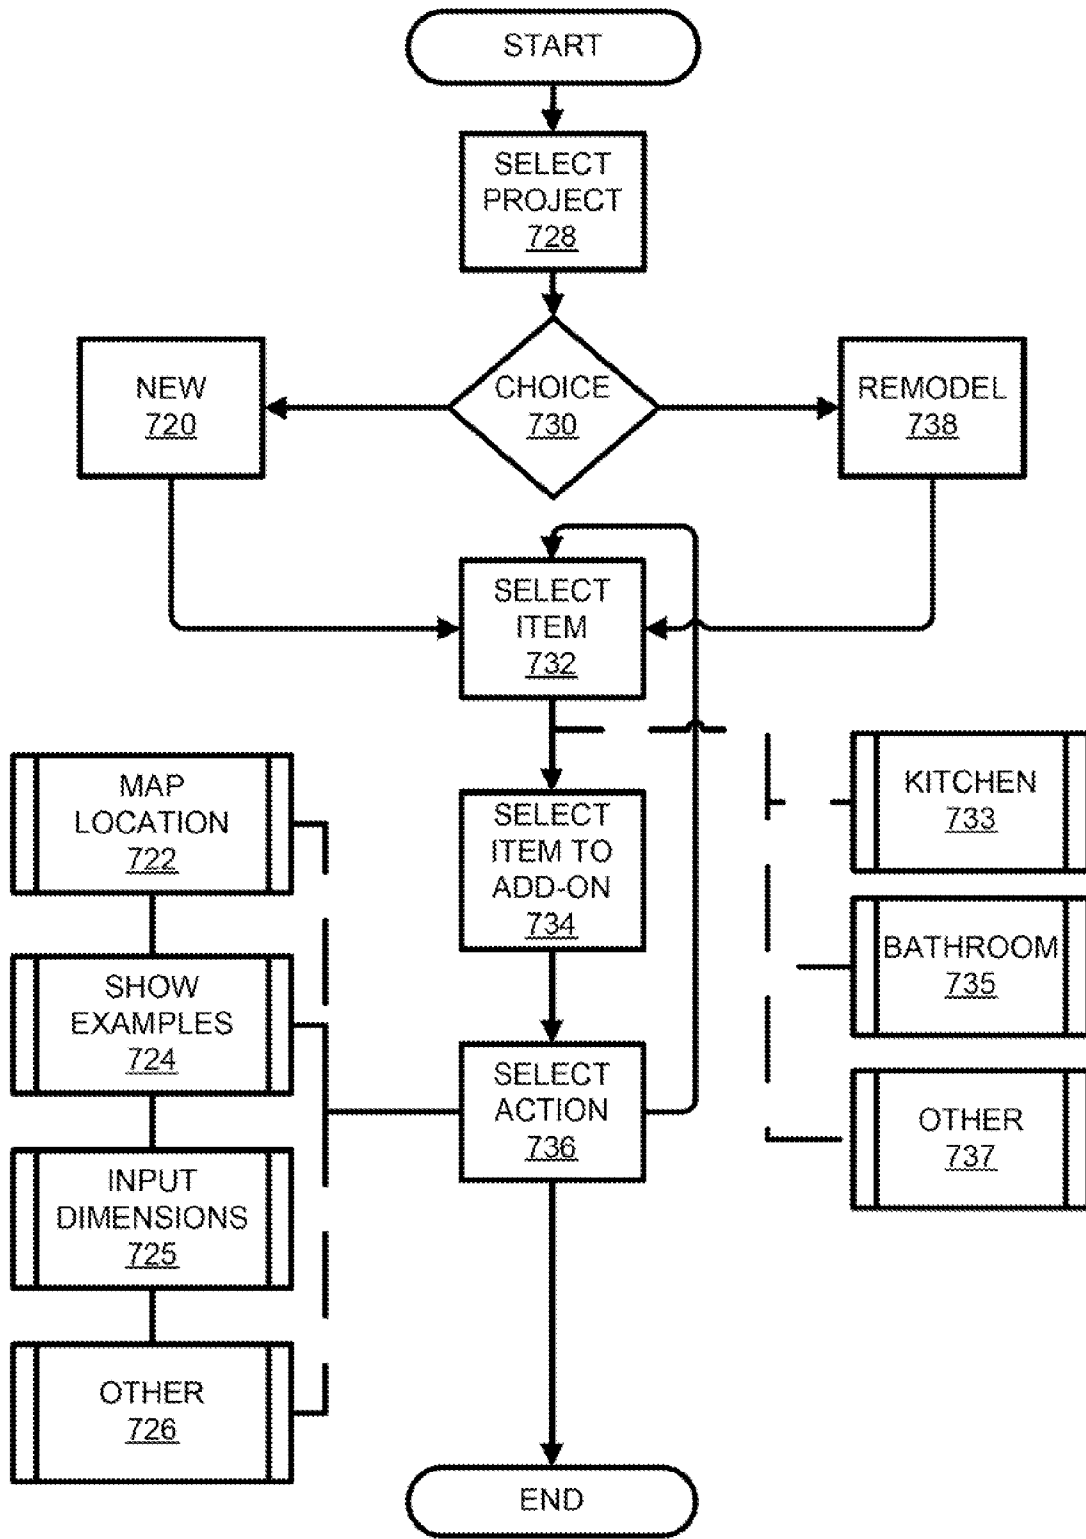 START
SELECT
PROJECT
728
NEW
720
CHOICE
730
REMODEL
738
SELECT
ITEM
732
MAP
LOCATION
722
SELECT
ITEM TO
ADD-ON
734
KITCHEN
733
BATHROOM
735
SHOW
EXAMPLES
724
SELECT
ACTION
736
OTHER
737
INPUT
DIMENSIONS
725
OTHER
726
END